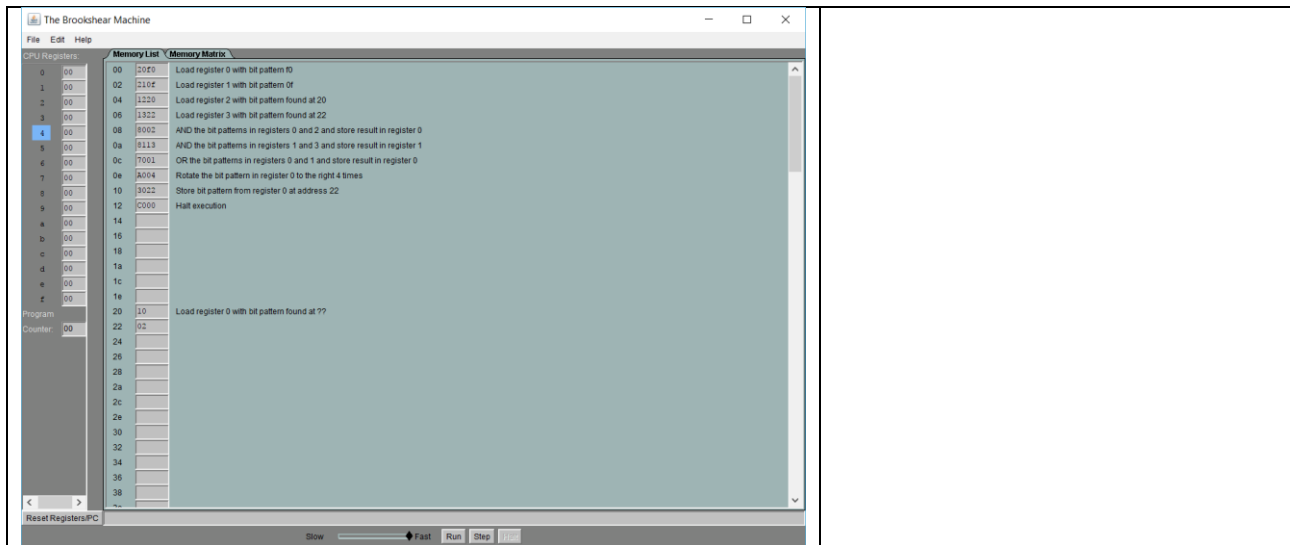 The Brookshear Machine
File Edit Help
CPU Registers: Memory List Memory Matrix
0 00
1 00
2 00
3 00
4 00
5 00
6 00
7 00
8 00
9 00
a 00
b 00
c 00
d 00
e 00
f 00
Program
Counter: 00
00 20f0 Load register 0 with bit pattern f0
02 210f Load register 1 with bit pattern 0f
04 1220 Load register 2 with bit pattern found at 20
06 1322 Load register 3 with bit pattern found at 22
08 8002 AND the bit patterns in registers 0 and 2 and store result in register 0
0a 8113 AND the bit patterns in registers 1 and 3 and store result in register 1
0c 7001 OR the bit patterns in registers 0 and 1 and store result in register 0
0e A004 Rotate the bit pattern in register 0 to the right 4 times
10 3022 Store bit pattern from register 0 at address 22
12 C000 Halt execution
14
16
18
1a
1c
1e
20 10 Load register 0 with bit pattern found at ??
22 02
24
26
28
2a
2c
2e
30
32
34
36
38
Reset Registers/PC
Slow Fast Run Step Halt